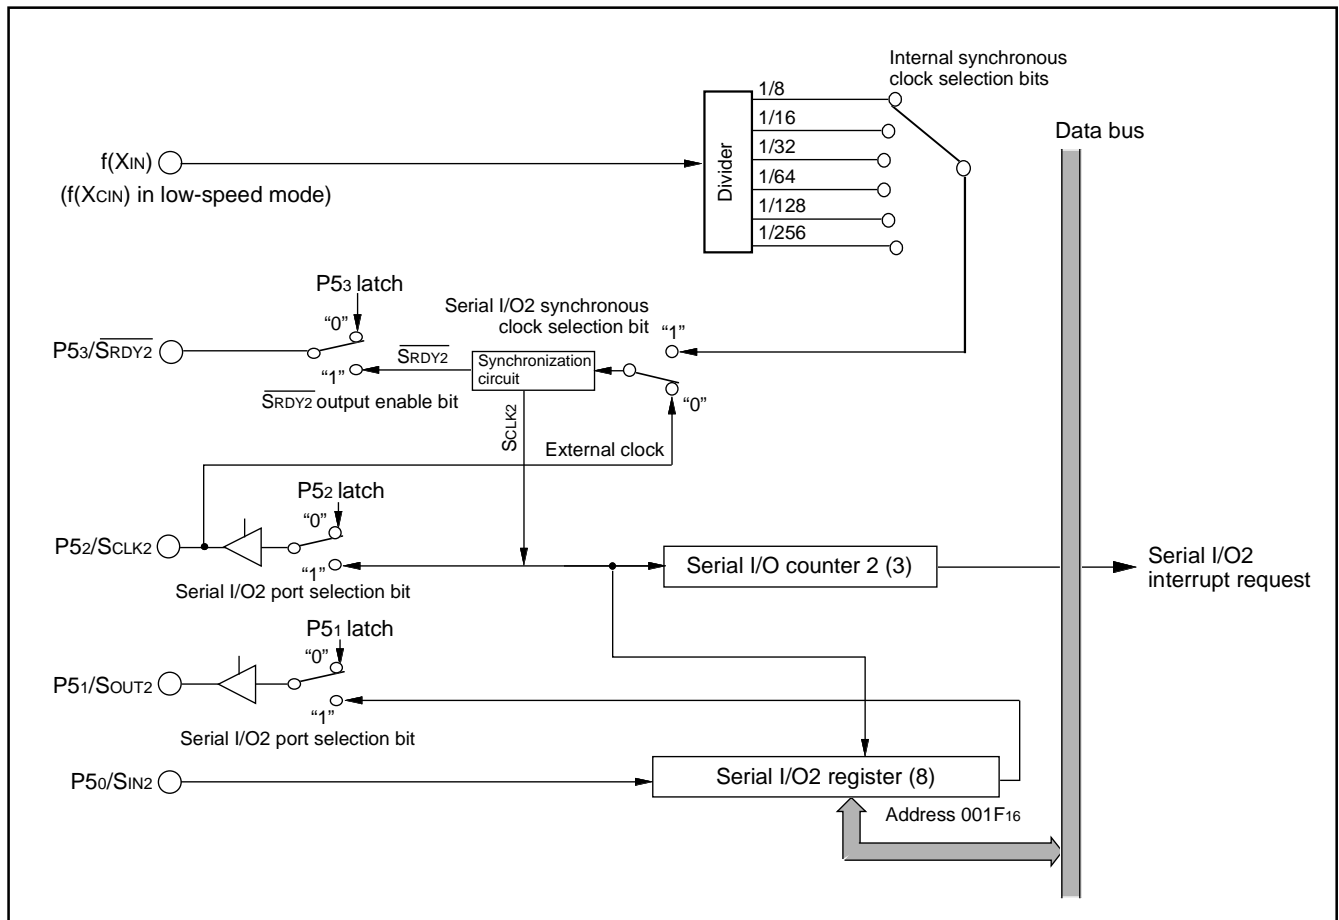 Internal synchronous
clock selection bits
1/8
1/16
1/32
1/64
1/128
1/256
Divider
Data bus
f(XIN)
(f(XCIN) in low-speed mode)
P53 latch
“0”
“1”
P53/SRDY2
SRDY2 output enable bit
SRDY2
Serial I/O2 synchronous
clock selection bit
“1”
“0”
Synchronization
circuit
SCLK2
External clock
P52 latch
“0”
“1”
P52/SCLK2
Serial I/O2 port selection bit
Serial I/O counter 2 (3)
Serial I/O2
interrupt request
P51 latch
“0”
“1”
P51/SOUT2
Serial I/O2 port selection bit
P50/SIN2
Serial I/O2 register (8)
Address 001F16